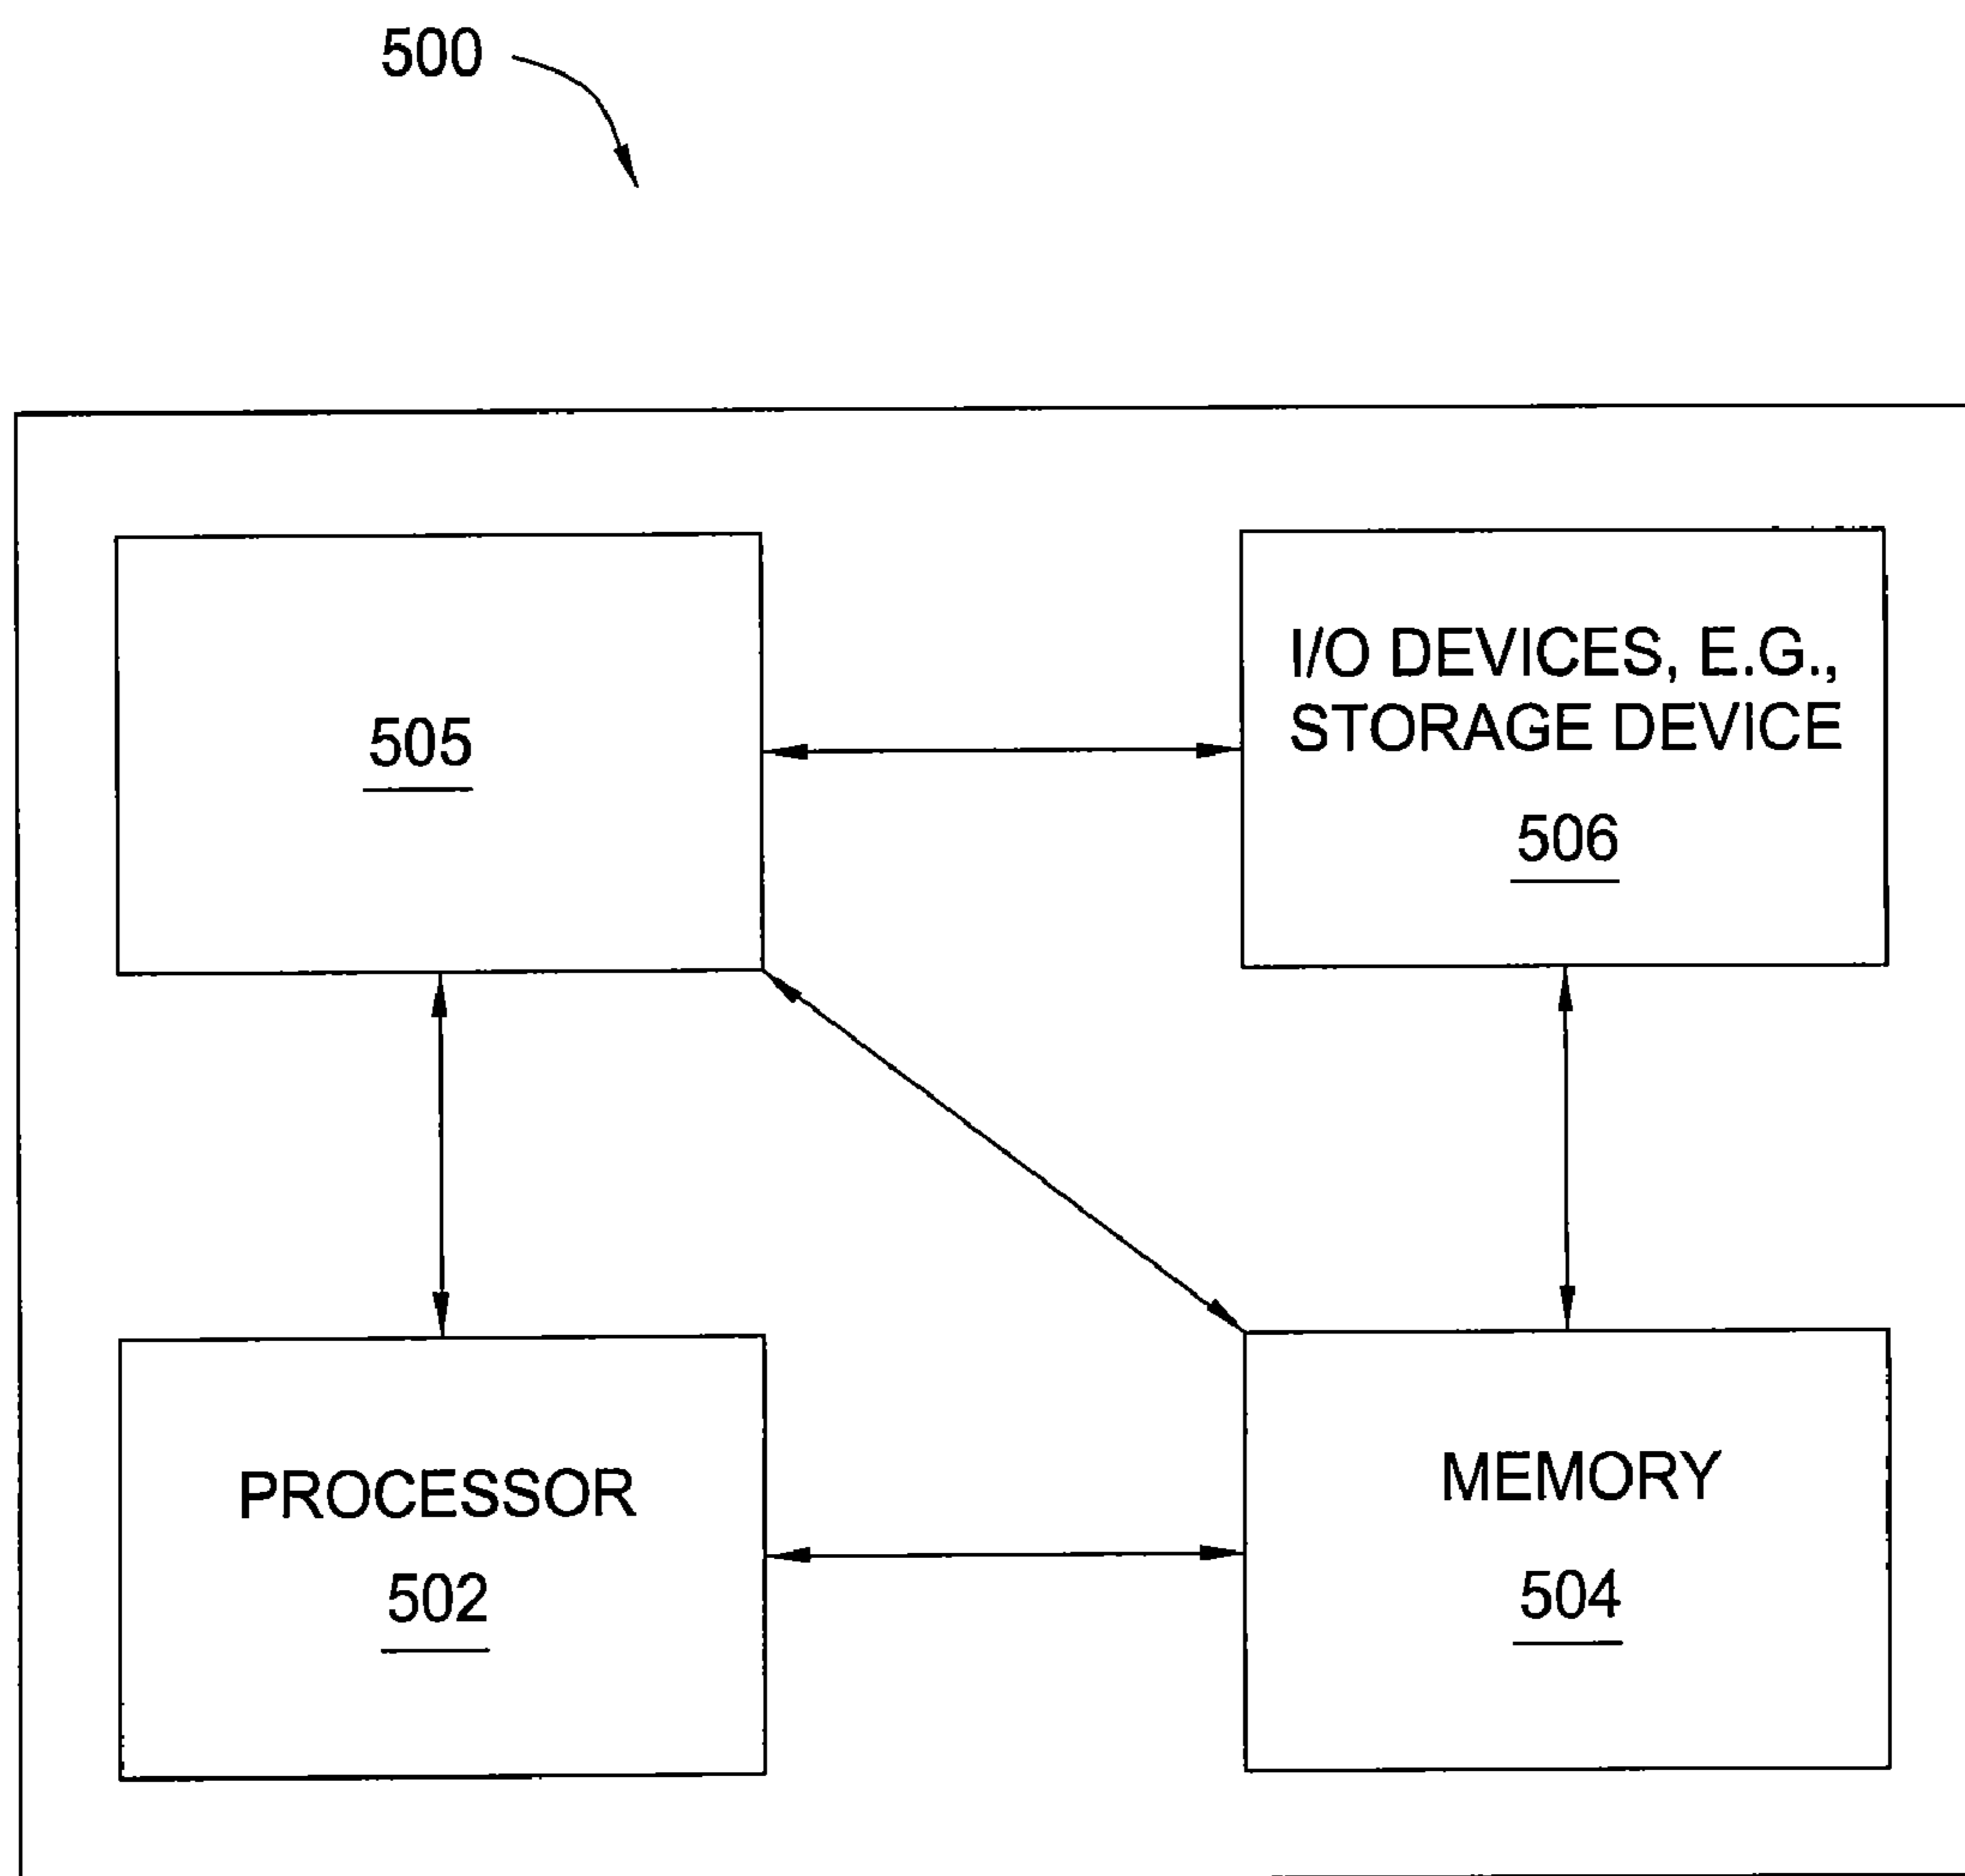 500
505
I/O DEVICES, E.G.,
STORAGE DEVICE
506
PROCESSOR
502
MEMORY
504